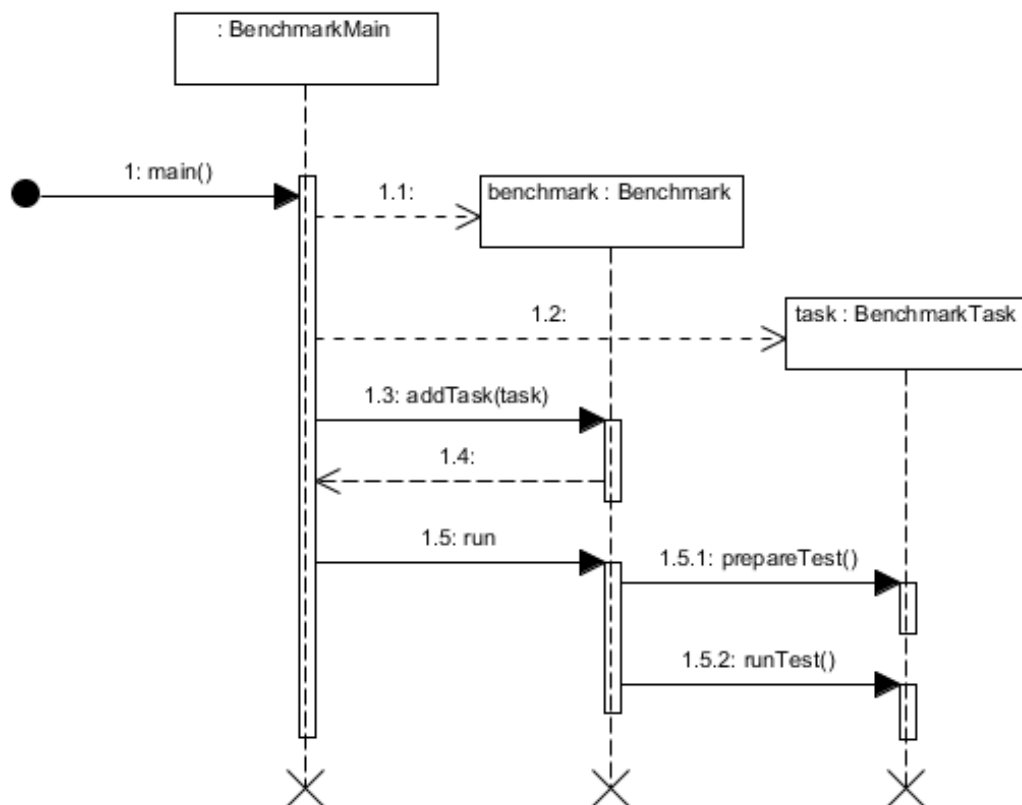 : BenchmarkMain
1: main()
1.1:
benchmark : Benchmark
1.2:
task : BenchmarkTask
1.3: addTask(task)
1.4:
1.5: run
1.5.1: prepareTest()
1.5.2: runTest()